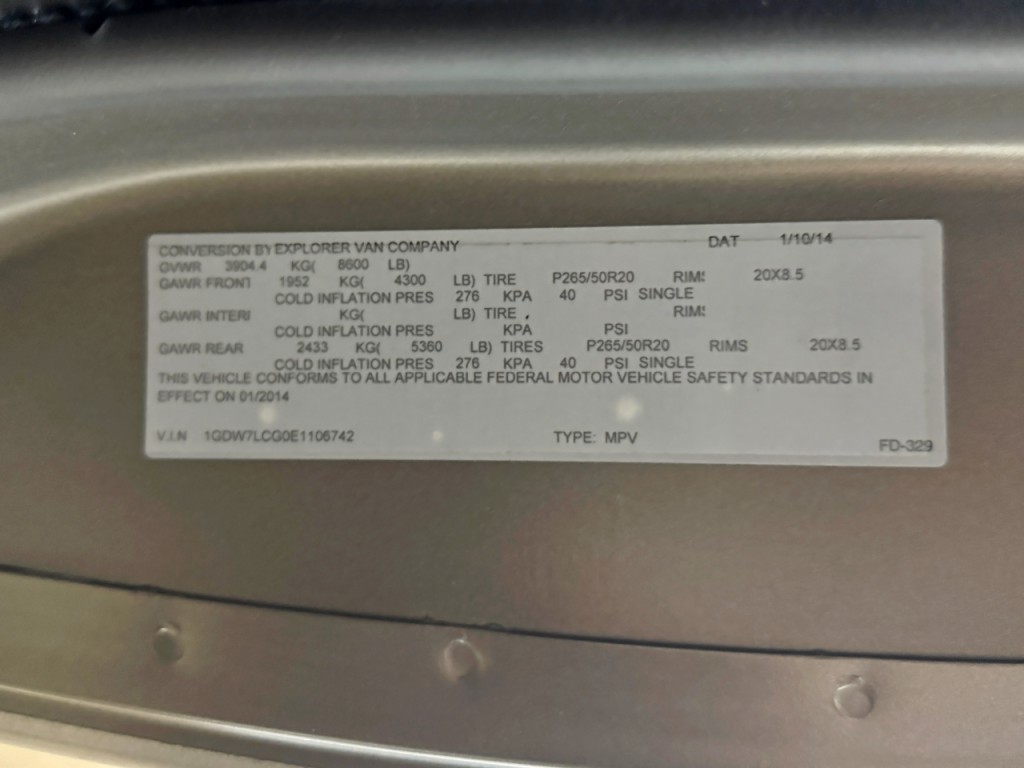 CONVERSION BY EXPLORER VAN COMPANY DAT 1/10/14
GVWR 3904.4 KG( 8600 LB)
GAWR FRONT 1952 KG( 4300 LB) TIRE P265/50R20 RIMS 20X8.5
COLD INFLATION PRES 276 KPA 40 PSI SINGLE
GAWR INTERI KG( LB) TIRE . RIMS
COLD INFLATION PRES KPA PSI
GAWR REAR 2433 KG( 5360 LB) TIRES P265/50R20 RIMS 20X8.5
COLD INFLATION PRES 276 KPA 40 PSI SINGLE
THIS VEHICLE CONFORMS TO ALL APPLICABLE FEDERAL MOTOR VEHICLE SAFETY STANDARDS IN
EFFECT ON 01/2014
V.I.N 1GDW7LCG0E1106742 TYPE: MPV
FD-329